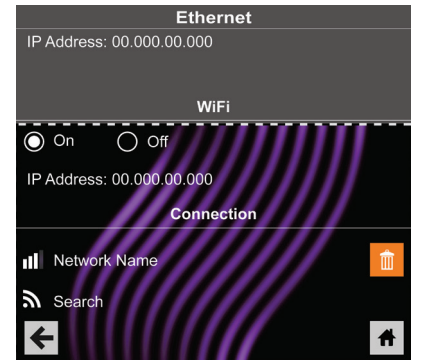 Ethernet
IP Address: 00.000.00.000
WiFi
On Off
IP Address: 00.000.00.000
Connection
Network Name
Search